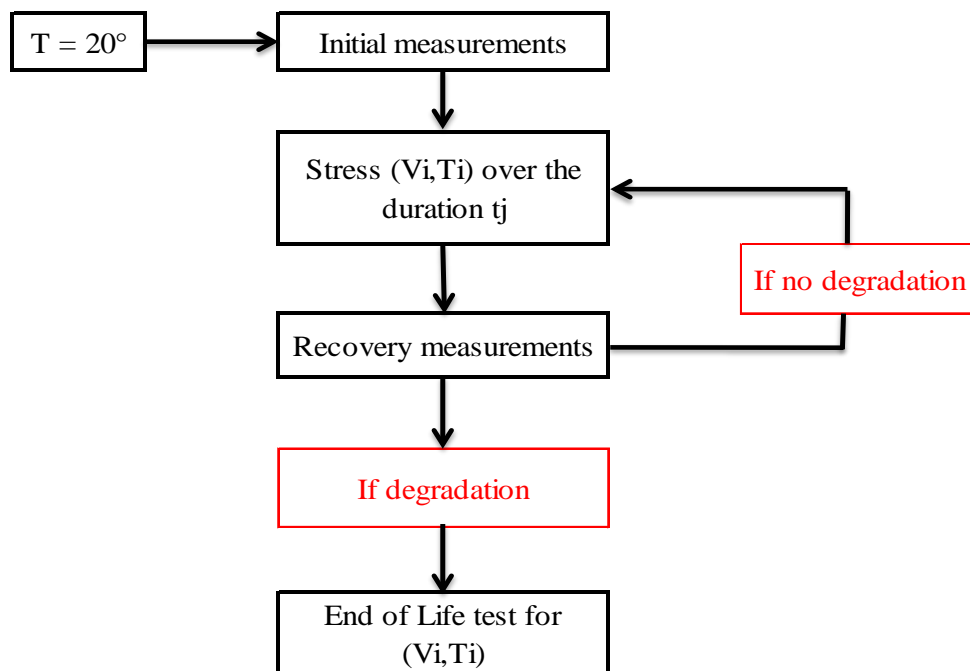 T = 20°
Initial measurements
Stress (Vi,Ti) over the
duration tj
If no degradation
Recovery measurements
If degradation
End of Life test for
(Vi,Ti)